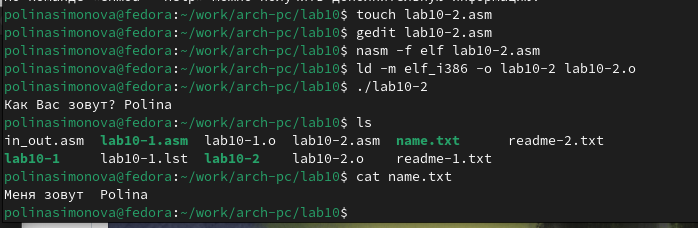 polinasimonova@fedora:~/work/arch-pc/lab10$ touch lab10-2.asm
polinasimonova@fedora:~/work/arch-pc/lab10$ gedit lab10-2.asm
polinasimonova@fedora:~/work/arch-pc/lab10$ nasm -f elf lab10-2.asm
polinasimonova@fedora:~/work/arch-pc/lab10$ ld -m elf_i386 -o lab10-2 lab10-2.o
polinasimonova@fedora:~/work/arch-pc/lab10$ ./lab10-2
Как Вас зовут? Polina
polinasimonova@fedora:~/work/arch-pc/lab10$ ls
in_out.asm lab10-1.asm lab10-1.o lab10-2.asm name.txt readme-2.txt
lab10-1 lab10-1.lst lab10-2 lab10-2.o readme-1.txt
polinasimonova@fedora:~/work/arch-pc/lab10$ cat name.txt
Меня зовут  Polina
polinasimonova@fedora:~/work/arch-pc/lab10$